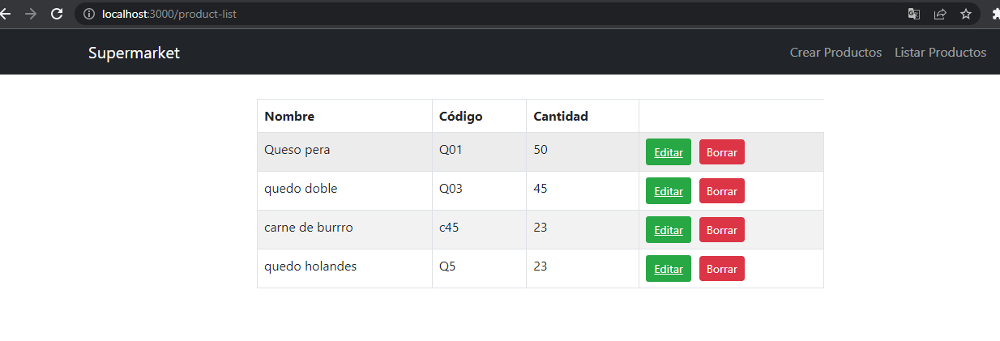 localhost:3000/product-list
Supermarket Crear Productos Listar Productos
Nombre Código Cantidad
Queso pera Q01 50 Editar Borrar
quedo doble Q03 45 Editar Borrar
carne de burrro c45 23 Editar Borrar
quedo holandes Q5 23 Editar Borrar